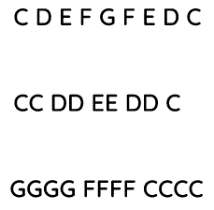 C D E F G F E D C
CC DD EE DD C
GGGG FFFF CCCC